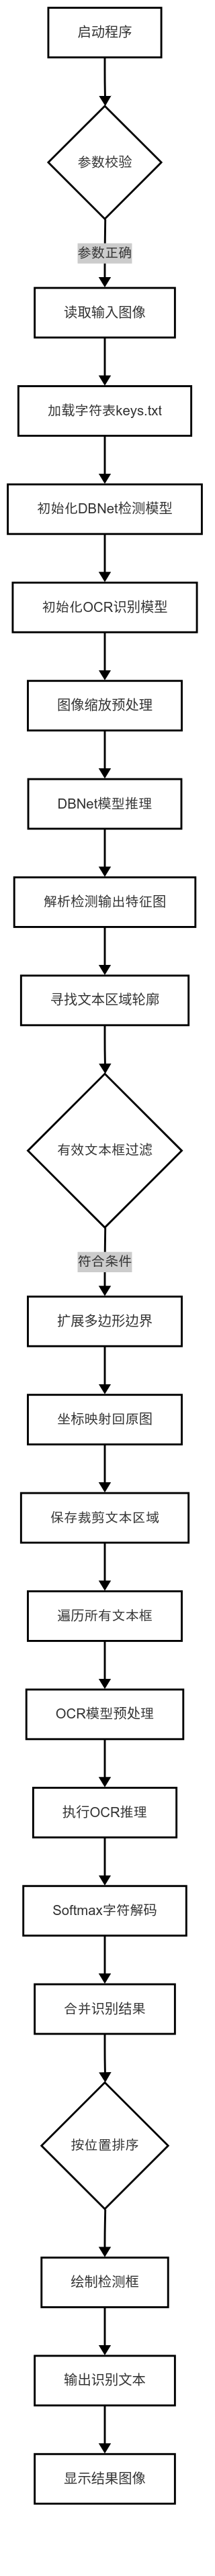 启动程序
参数校验
参数正确
读取输入图像
加载字符表keys.txt
初始化DBNet检测模型
初始化OCR识别模型
图像缩放预处理
DBNet模型推理
解析检测输出特征图
寻找文本区域轮廓
有效文本框过滤
符合条件
扩展多边形边界
坐标映射回原图
保存裁剪文本区域
遍历所有文本框
OCR模型预处理
执行OCR推理
Softmax字符解码
合并识别结果
按位置排序
绘制检测框
输出识别文本
显示结果图像